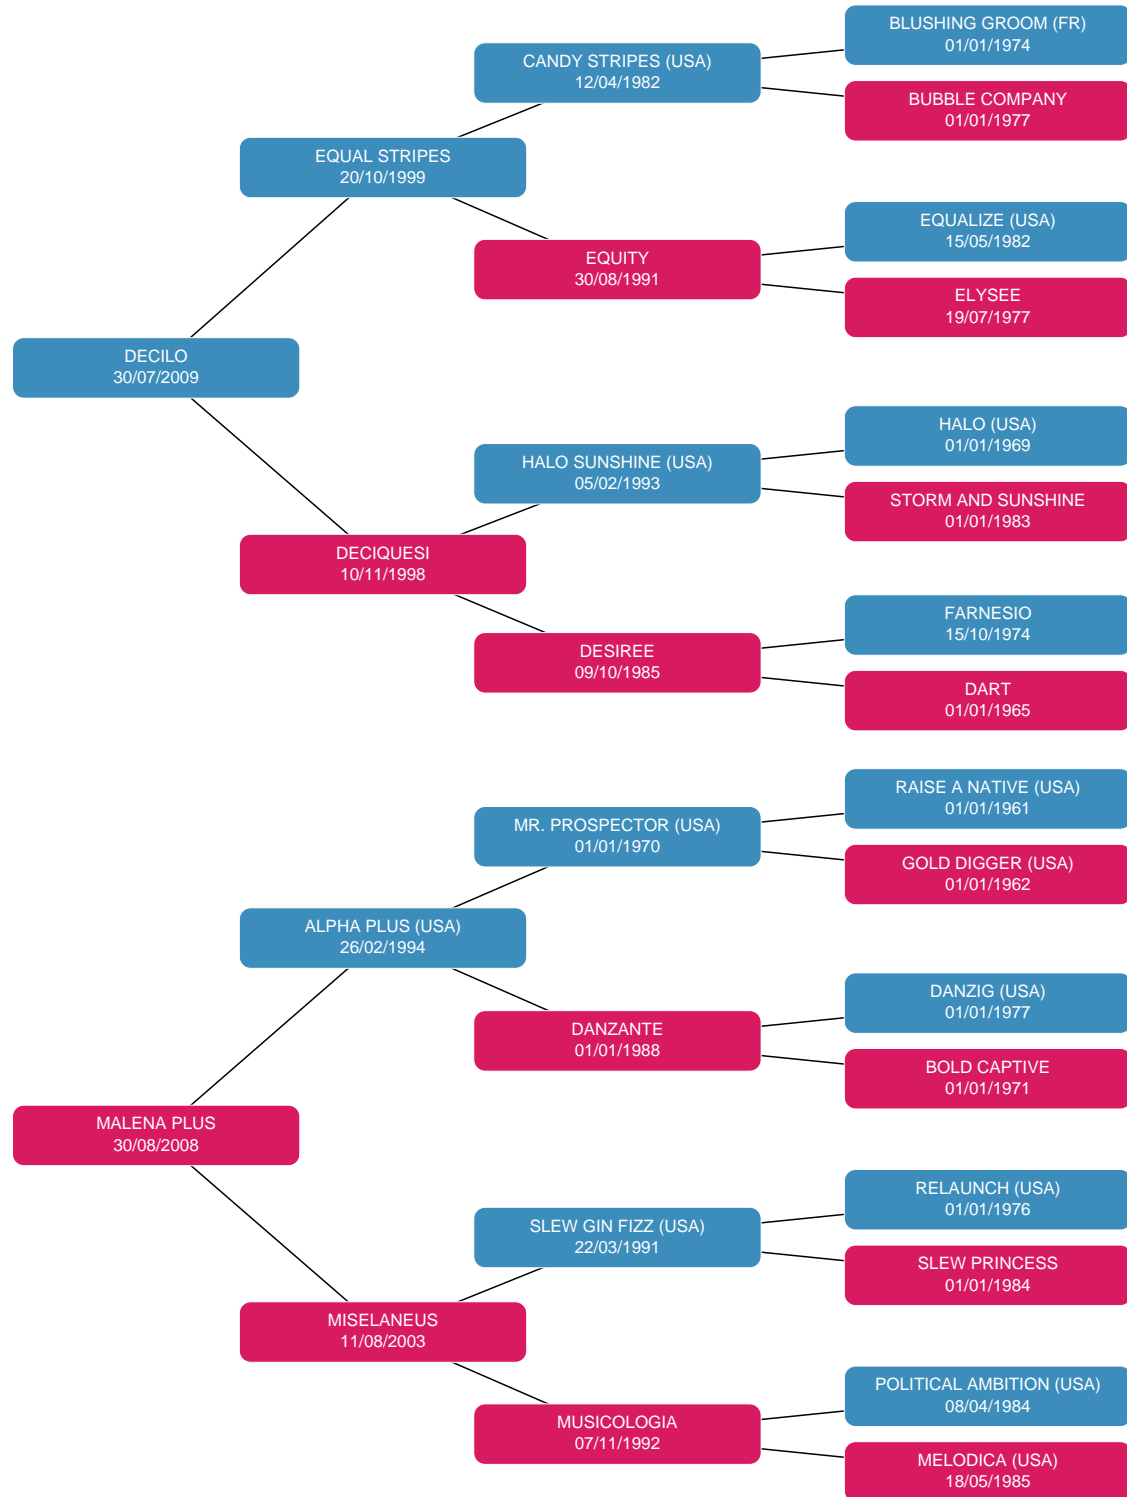 BLUSHING GROOM (FR)
01/01/1974
CANDY STRIPES (USA)
12/04/1982
BUBBLE COMPANY
01/01/1977
EQUAL STRIPES
20/10/1999
EQUALIZE (USA)
15/05/1982
EQUITY
30/08/1991
ELYSEE
19/07/1977
DECILO
30/07/2009
HALO (USA)
01/01/1969
HALO SUNSHINE (USA)
05/02/1993
STORM AND SUNSHINE
01/01/1983
DECIQUESI
10/11/1998
FARNESIO
15/10/1974
DESIREE
09/10/1985
DART
01/01/1965
RAISE A NATIVE (USA)
01/01/1961
MR. PROSPECTOR (USA)
01/01/1970
GOLD DIGGER (USA)
01/01/1962
ALPHA PLUS (USA)
26/02/1994
DANZIG (USA)
01/01/1977
DANZANTE
01/01/1988
BOLD CAPTIVE
01/01/1971
MALENA PLUS
30/08/2008
RELAUNCH (USA)
01/01/1976
SLEW GIN FIZZ (USA)
22/03/1991
SLEW PRINCESS
01/01/1984
MISELANEUS
11/08/2003
POLITICAL AMBITION (USA)
08/04/1984
MUSICOLOGIA
07/11/1992
MELODICA (USA)
18/05/1985